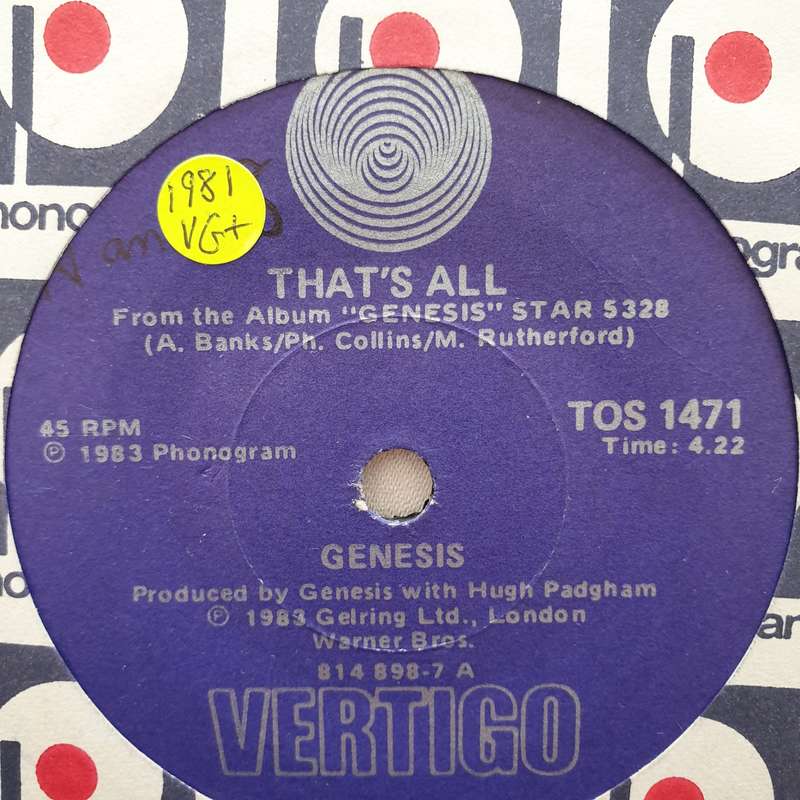 1981
VG+
THAT'S ALL
From the Album "GENESIS" STAR 5328
(A. Banks/Ph. Collins/M. Rutherford)
45 RPM
℗ 1983 Phonogram
TOS 1471
Time: 4.22
GENESIS
Produced by Genesis with Hugh Padgham
℗ 1983 Gelring Ltd., London
Warner Bros.
814 898-7 A
VERTIGO